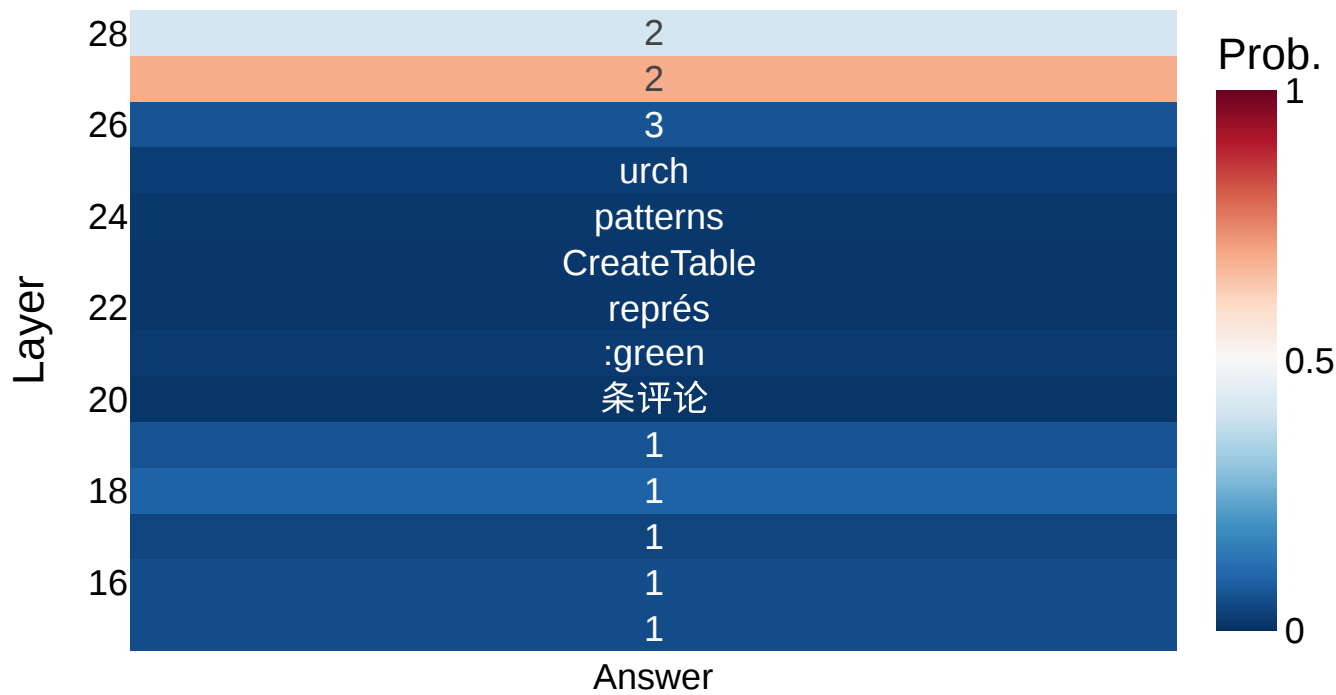 28
2
2
26
3
urch
24
patterns
CreateTable
22
représ
:green
20
条评论
1
18
1
1
16
1
1
Answer
Layer
Prob.
1
0.5
0